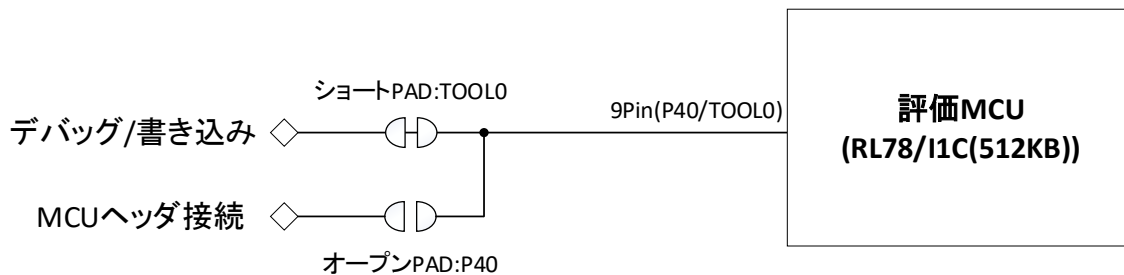 ショートPAD:TOOL0
デバッグ/書き込み
9Pin(P40/TOOL0)
評価MCU
(RL78/I1C(512KB))
MCUヘッダ接続
オープンPAD:P40